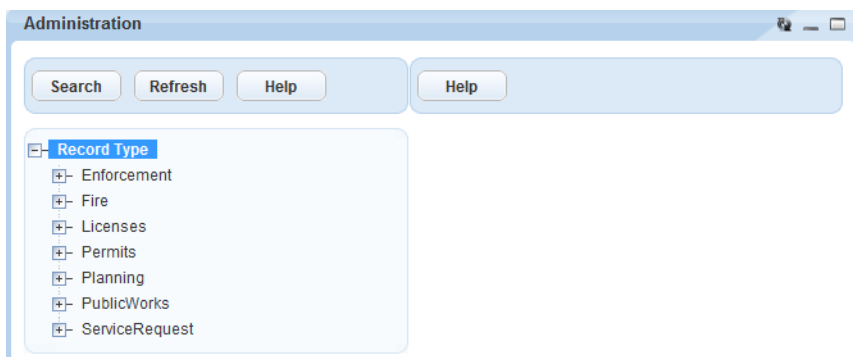 Administration
Search Refresh Help Help
Record Type
Enforcement
Fire
Licenses
Permits
Planning
PublicWorks
ServiceRequest